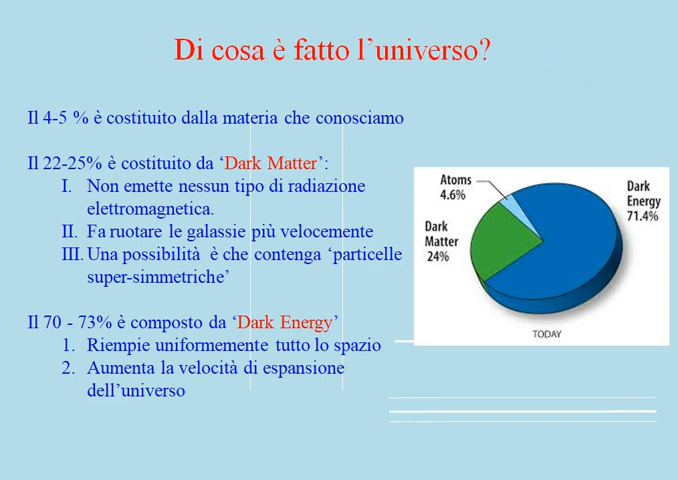 Di cosa è fatto l’universo?
Il 4-5 % è costituito dalla materia che conosciamo
Il 22-25% è costituito da ‘Dark Matter’:
I. Non emette nessun tipo di radiazione
elettromagnetica.
II. Fa ruotare le galassie più velocemente
III. Una possibilità è che contenga ‘particelle
super-simmetriche’
Il 70 - 73% è composto da ‘Dark Energy’
1. Riempie uniformemente tutto lo spazio
2. Aumenta la velocità di espansione
dell’universo
Atoms
4.6%
Dark
Energy
71.4%
Dark
Matter
24%
TODAY